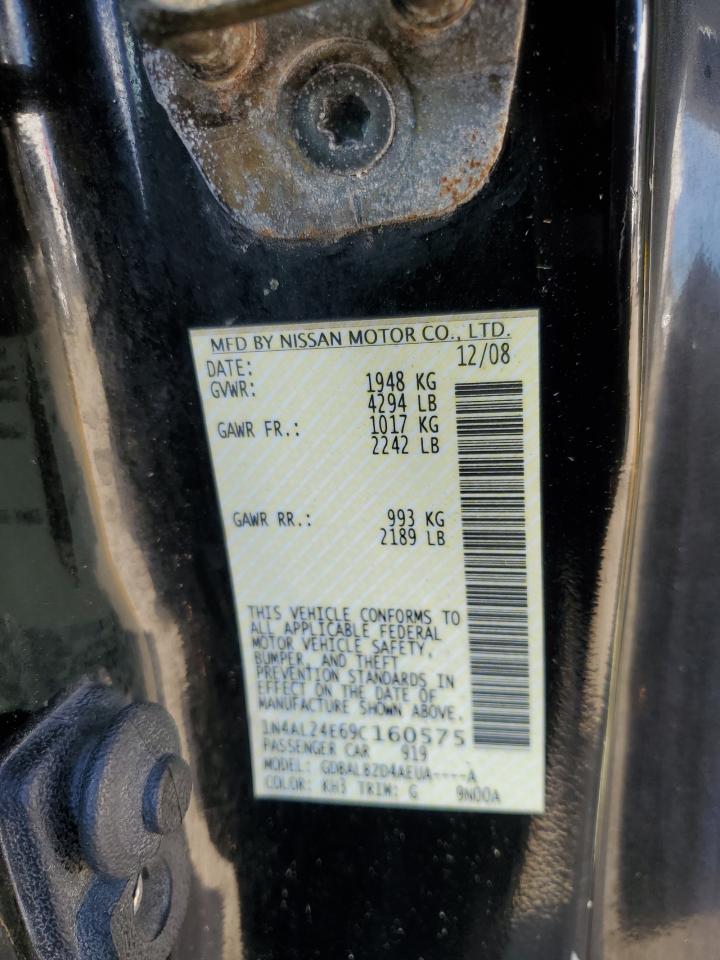 MFD BY NISSAN MOTOR CO., LTD.
DATE: 12/08
GVWR: 1948 KG
4294 LB
GAWR FR.: 1017 KG
2242 LB
GAWR RR.: 993 KG
2189 LB
THIS VEHICLE CONFORMS TO
ALL APPLICABLE FEDERAL
MOTOR VEHICLE SAFETY,
BUMPER, AND THEFT
PREVENTION STANDARDS IN
EFFECT ON THE DATE OF
MANUFACTURE SHOWN ABOVE.
1N4AL24E69C160575
PASSENGER CAR 919
MODEL: GDBALBZD4AEUA----A
COLOR: KH3 TRIM: G 9N00A